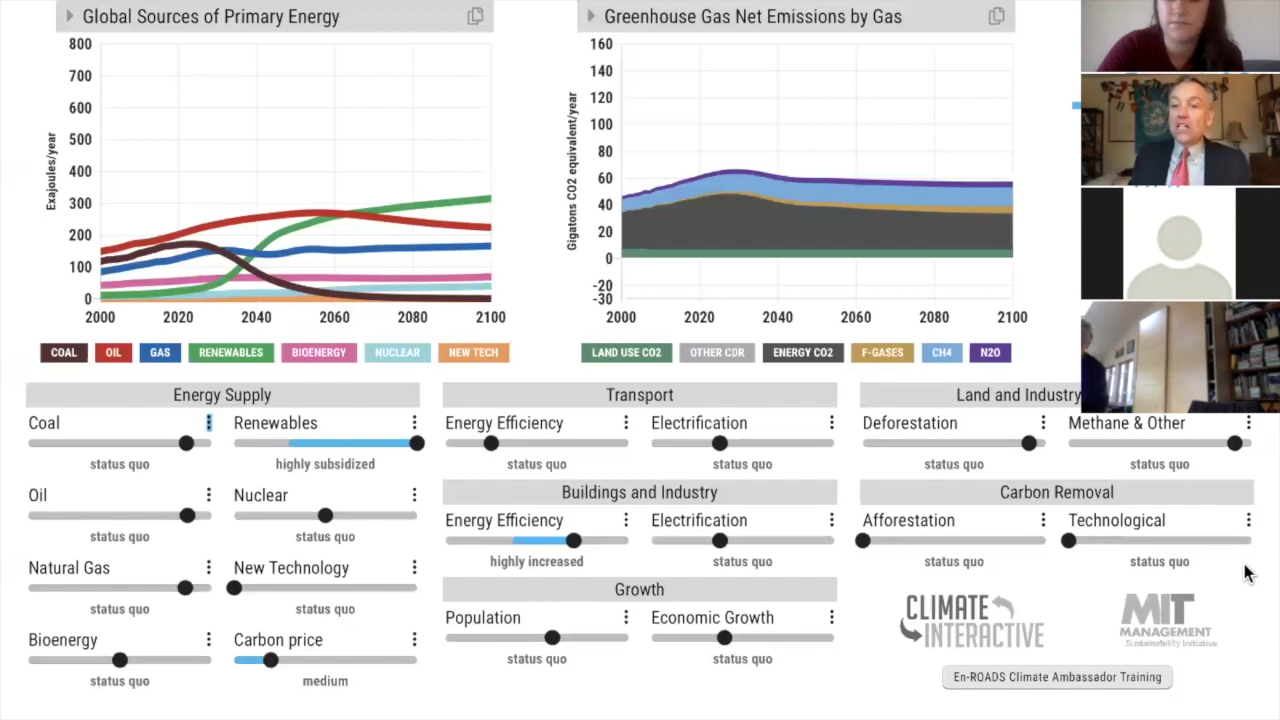 Global Sources of Primary Energy
800
700
600
500
400
300
200
100
0
Exajoules/year
2000 2020 2040 2060 2080 2100
COAL OIL GAS RENEWABLES BIOENERGY NUCLEAR NEW TECH
Greenhouse Gas Net Emissions by Gas
160
140
120
100
80
60
40
20
0
-20
-30
Gigatons CO2 equivalent/year
2000 2020 2040 2060 2080 2100
LAND USE CO2 OTHER CDR ENERGY CO2 F-GASES CH4 N2O
Energy Supply
Coal
status quo
Renewables
highly subsidized
Oil
status quo
Nuclear
status quo
Natural Gas
status quo
New Technology
status quo
Bioenergy
status quo
Carbon price
medium
Transport
Energy Efficiency
status quo
Electrification
status quo
Buildings and Industry
Energy Efficiency
highly increased
Electrification
status quo
Growth
Population
status quo
Economic Growth
status quo
Land and Industry
Deforestation
status quo
Methane & Other
status quo
Carbon Removal
Afforestation
status quo
Technological
status quo
CLIMATE
INTERACTIVE
MIT
MANAGEMENT
Sustainability Initiative
En-ROADS Climate Ambassador Training